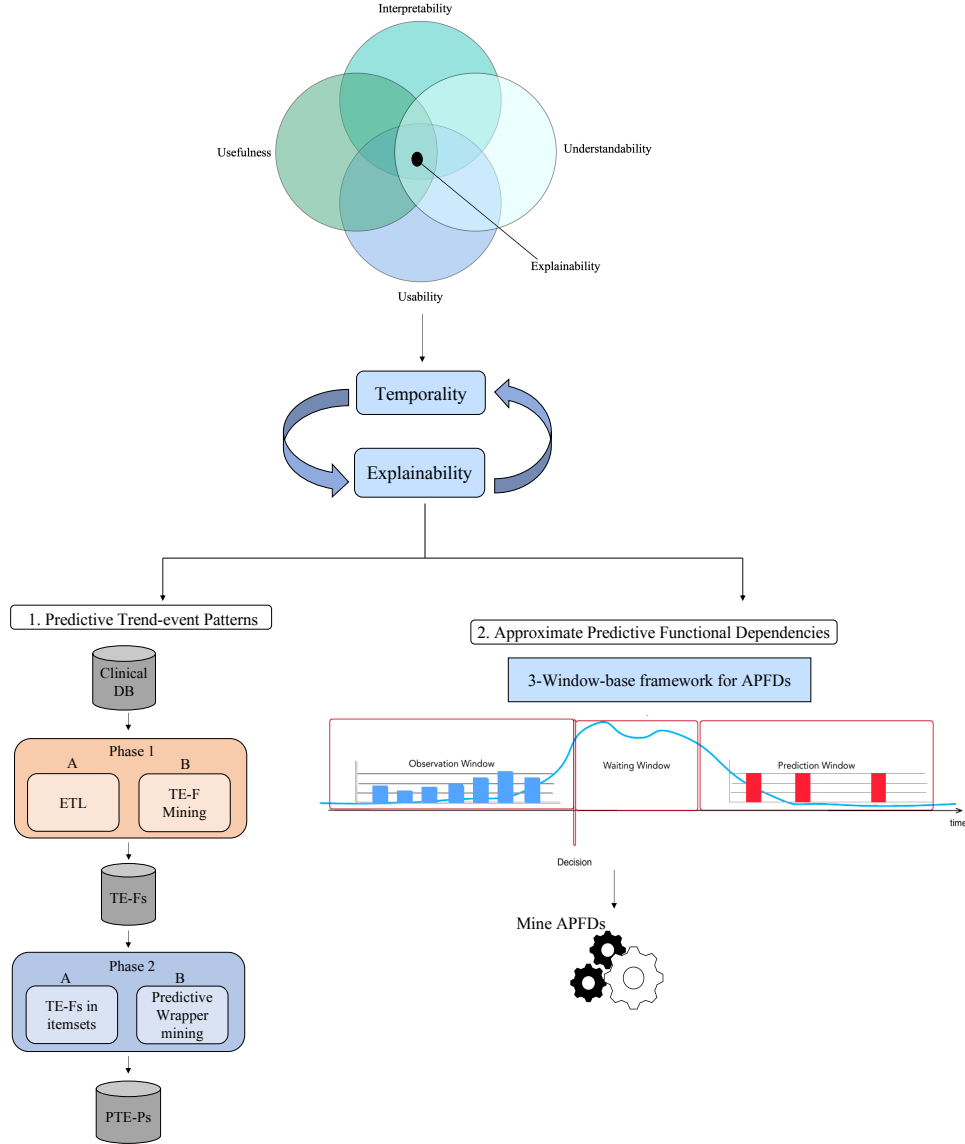 Interpretability
Usefulness
Understandability
Explainability
Usability
Temporality
Explainability
1. Predictive Trend-event Patterns
Clinical
DB
Phase 1
A
B
ETL
TE-F
Mining
TE-Fs
Phase 2
A
B
TE-Fs in
itemsets
Predictive
Wrapper
mining
PTE-Ps
2. Approximate Predictive Functional Dependencies
3-Window-base framework for APFDs
Observation Window
Waiting Window
Prediction Window
time
Decision
Mine APFDs